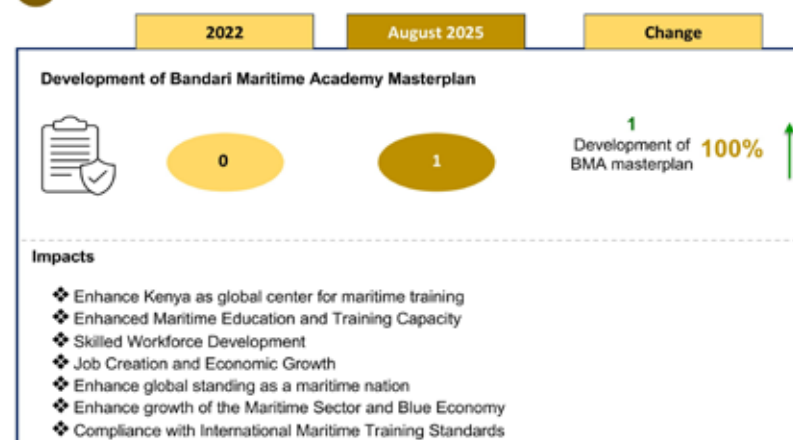 2022
August 2025
Change
Development of Bandari Maritime Academy Masterplan
0
1
1
Development of
BMA masterplan
100%
Impacts
❖ Enhance Kenya as global center for maritime training
❖ Enhanced Maritime Education and Training Capacity
❖ Skilled Workforce Development
❖ Job Creation and Economic Growth
❖ Enhance global standing as a maritime nation
❖ Enhance growth of the Maritime Sector and Blue Economy
❖ Compliance with International Maritime Training Standards